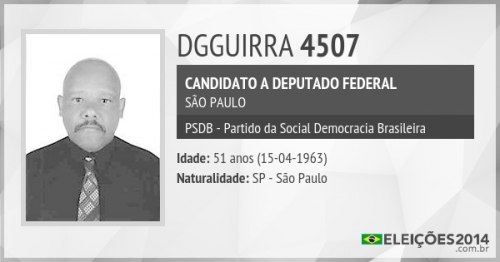 DGGUIRRA 4507
CANDIDATO A DEPUTADO FEDERAL
SÃO PAULO
PSDB - Partido da Social Democracia Brasileira
Idade: 51 anos (15-04-1963)
Naturalidade: SP - São Paulo
ELEIÇÕES2014
.com.br